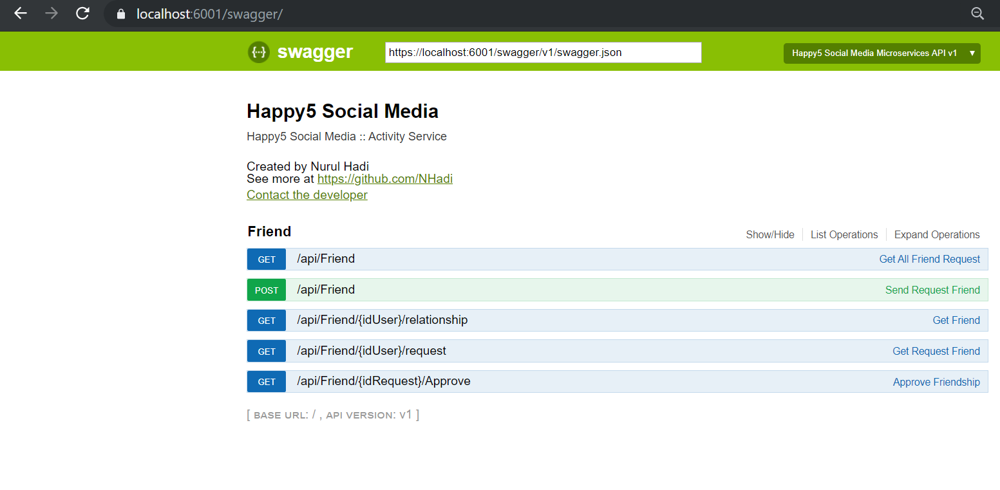 localhost:6001/swagger/
swagger
https://localhost:6001/swagger/v1/swagger.json
Happy5 Social Media Microservices API v1
Happy5 Social Media
Happy5 Social Media :: Activity Service
Created by Nurul Hadi
See more at https://github.com/NHadi
Contact the developer
Friend Show/Hide List Operations Expand Operations
GET /api/Friend Get All Friend Request
POST /api/Friend Send Request Friend
GET /api/Friend/{idUser}/relationship Get Friend
GET /api/Friend/{idUser}/request Get Request Friend
GET /api/Friend/{idRequest}/Approve Approve Friendship
[ BASE URL: / , API VERSION: V1 ]